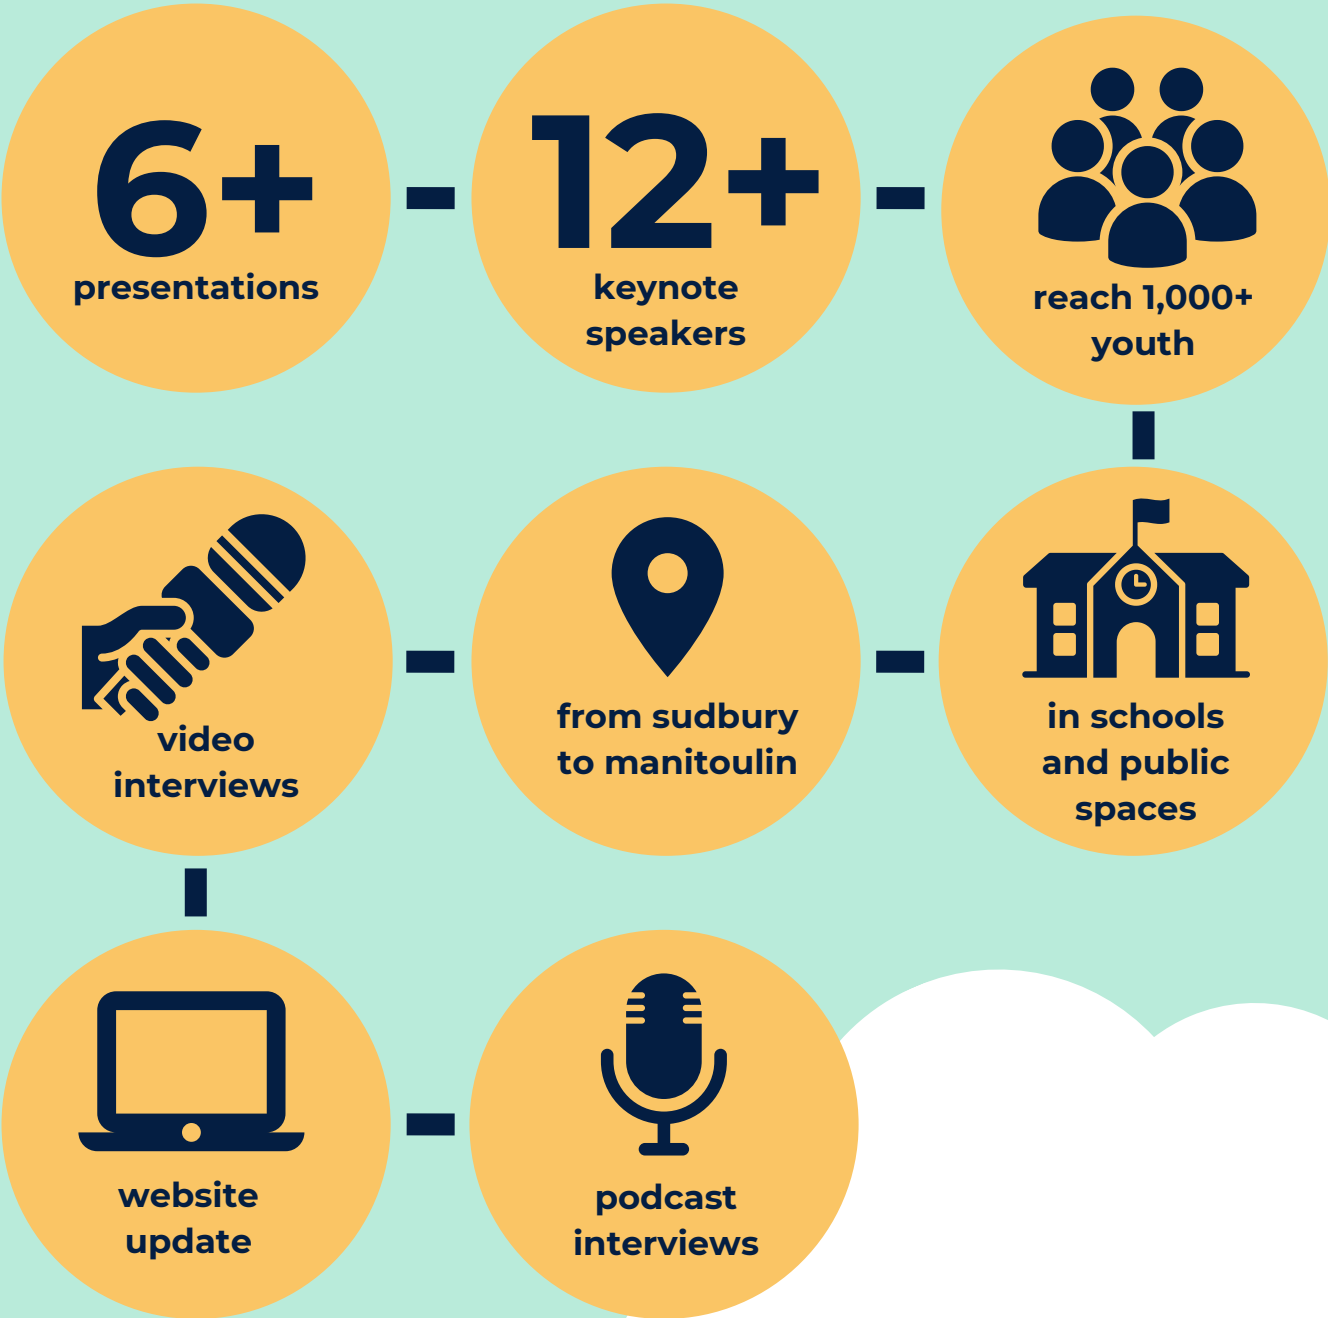 6+
presentations
12+
keynote
speakers
reach 1,000+
youth
in schools
and public
spaces
from sudbury
to manitoulin
video
interviews
website
update
podcast
interviews